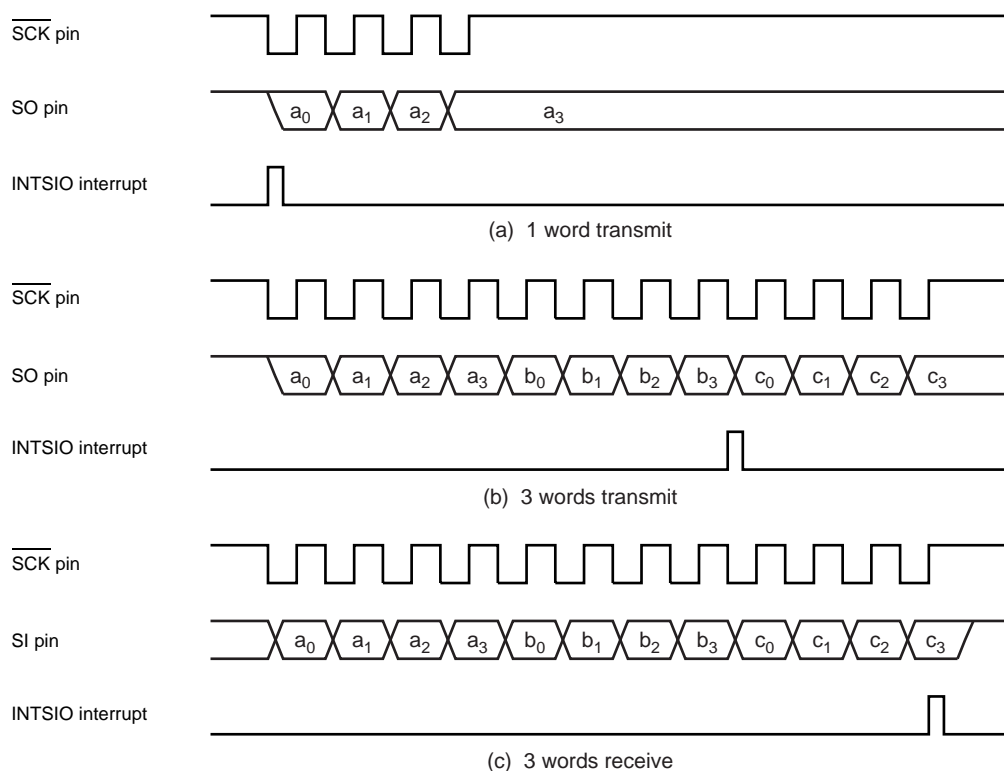 SCK pin
SO pin
a0 a1 a2 a3
INTSIO interrupt
(a) 1 word transmit
SCK pin
SO pin
a0 a1 a2 a3 b0 b1 b2 b3 c0 c1 c2 c3
INTSIO interrupt
(b) 3 words transmit
SCK pin
SI pin
a0 a1 a2 a3 b0 b1 b2 b3 c0 c1 c2 c3
INTSIO interrupt
(c) 3 words receive